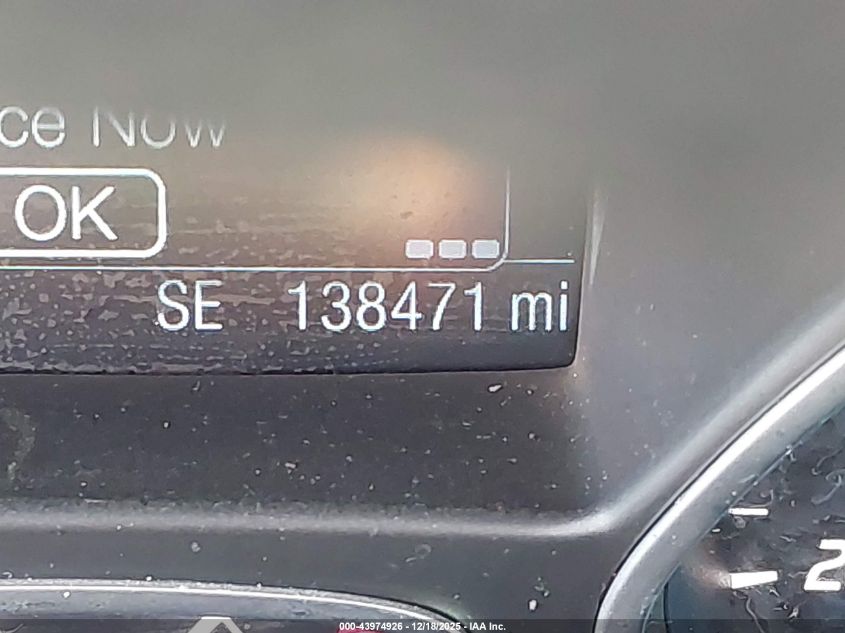 ce Now
OK
SE 138471 mi
2
000-43974926 - 12/18/2025 - IAA Inc.